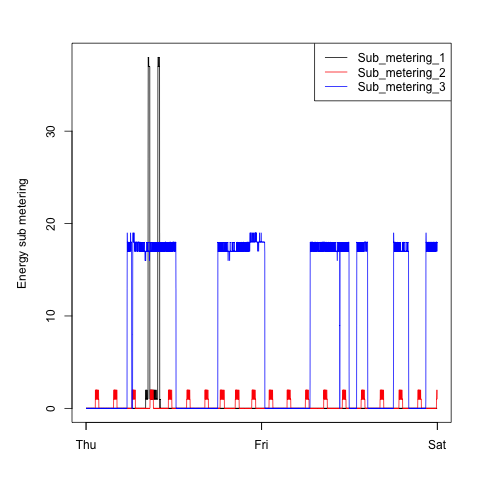 Sub_metering_1
Sub_metering_2
Sub_metering_3
Energy sub metering
30
20
10
0
Thu Fri Sat